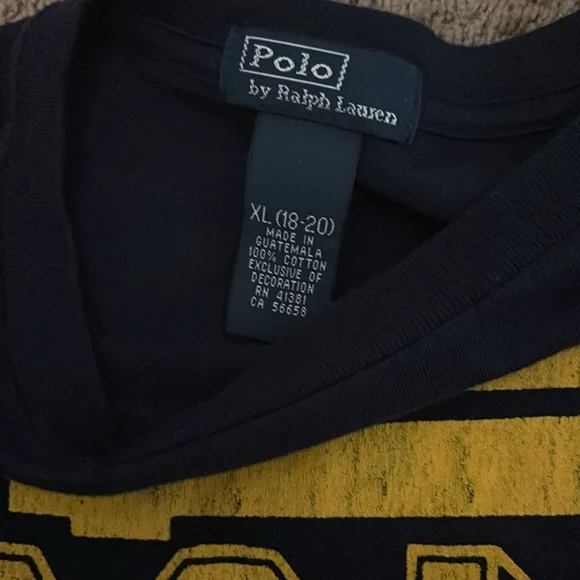 Polo
by Ralph Lauren
XL (18-20)
MADE IN
GUATEMALA
100% COTTON
EXCLUSIVE OF
DECORATION
RN 41381
CA 56658